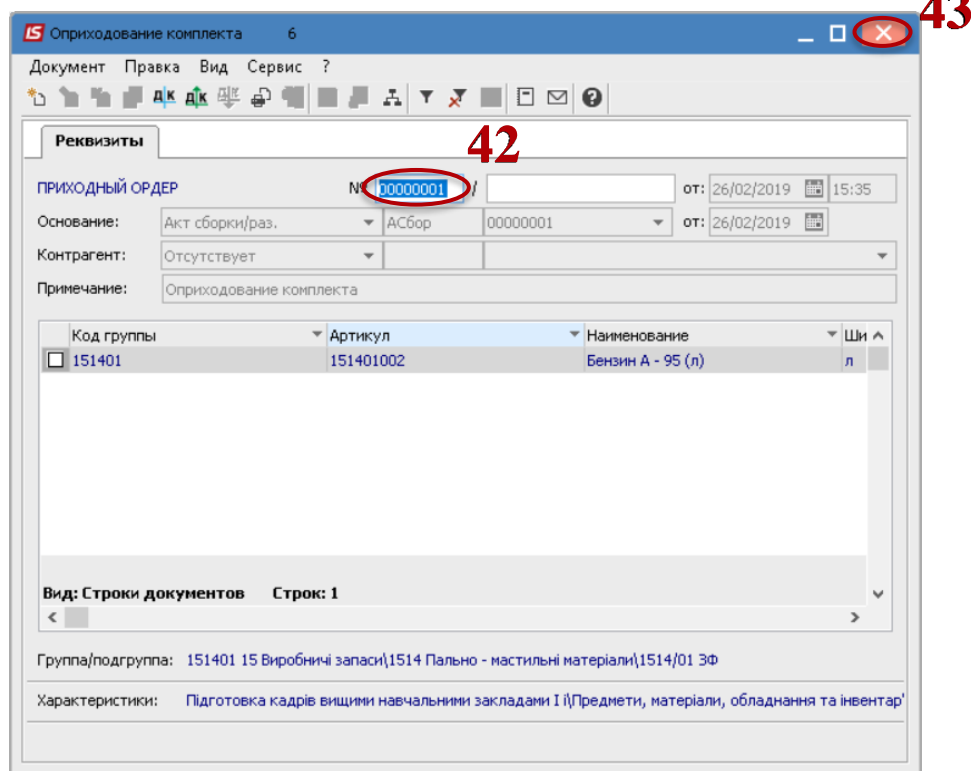 43
Оприходование комплекта 6
Документ Правка Вид Сервис ?
Реквизиты
42
ПРИХОДНЫЙ ОРДЕР № 00000001 / от: 26/02/2019 15:35
Основание: Акт сборки/раз. АСбор 00000001 от: 26/02/2019
Контрагент: Отсутствует
Примечание: Оприходование комплекта
Код группы Артикул Наименование Ши
151401 151401002 Бензин А - 95 (л) л
Вид: Строки документов Строк: 1
Группа/подгруппа: 151401 15 Виробничі запаси\1514 Пально - мастильні матеріали\1514/01 ЗФ
Характеристики: Підготовка кадрів вищими навчальними закладами І і\Предмети, матеріали, обладнання та інвентар'